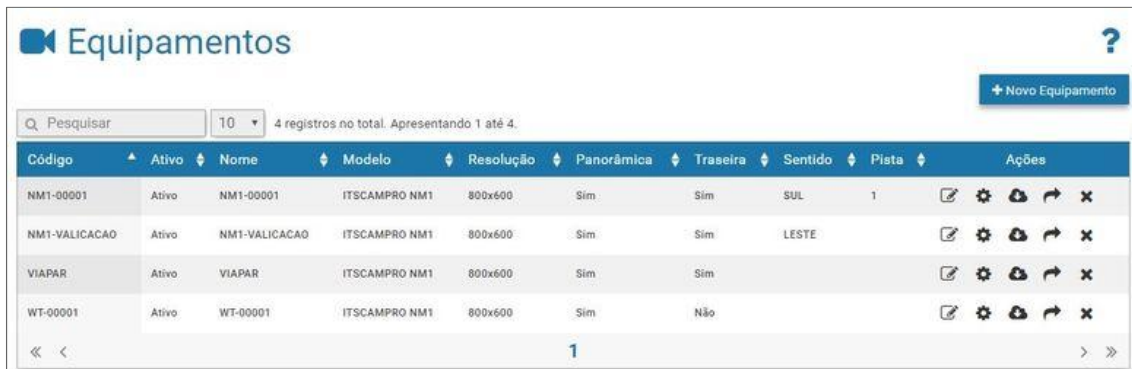 Equipamentos
?
+ Novo Equipamento
Pesquisar 10 4 registros no total. Apresentando 1 até 4.
Código Ativo Nome Modelo Resolução Panorâmica Traseira Sentido Pista Ações
NM1-00001 Ativo NM1-00001 ITSCAMPRO NM1 800x600 Sim Sim SUL 1
NM1-VALICACAO Ativo NM1-VALICACAO ITSCAMPRO NM1 800x600 Sim Sim LESTE
VIAPAR Ativo VIAPAR ITSCAMPRO NM1 800x600 Sim Sim
WT-00001 Ativo WT-00001 ITSCAMPRO NM1 800x600 Sim Não
« < 1 > »